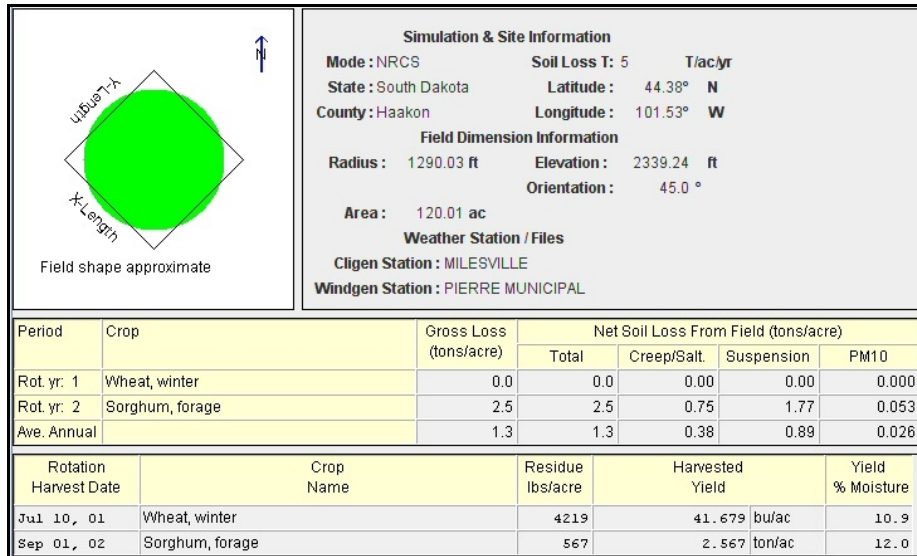 N
Y-Length
X-Length
Field shape approximate
Simulation & Site Information
Mode : NRCS Soil Loss T: 5 T/ac/yr
State : South Dakota Latitude : 44.38° N
County : Haakon Longitude : 101.53° W
Field Dimension Information
Radius : 1290.03 ft Elevation : 2339.24 ft
Orientation : 45.0 °
Area : 120.01 ac
Weather Station / Files
Cligen Station : MILESVILLE
Windgen Station : PIERRE MUNICIPAL
Period Crop Gross Loss Net Soil Loss From Field (tons/acre)
(tons/acre) Total Creep/Salt. Suspension PM10
Rot. yr: 1 Wheat, winter 0.0 0.0 0.00 0.00 0.000
Rot. yr: 2 Sorghum, forage 2.5 2.5 0.75 1.77 0.053
Ave. Annual 1.3 1.3 0.38 0.89 0.026
Rotation Crop Residue Harvested Yield
Harvest Date Name lbs/acre Yield % Moisture
Jul 10, 01 Wheat, winter 4219 41.679 bu/ac 10.9
Sep 01, 02 Sorghum, forage 567 2.567 ton/ac 12.0